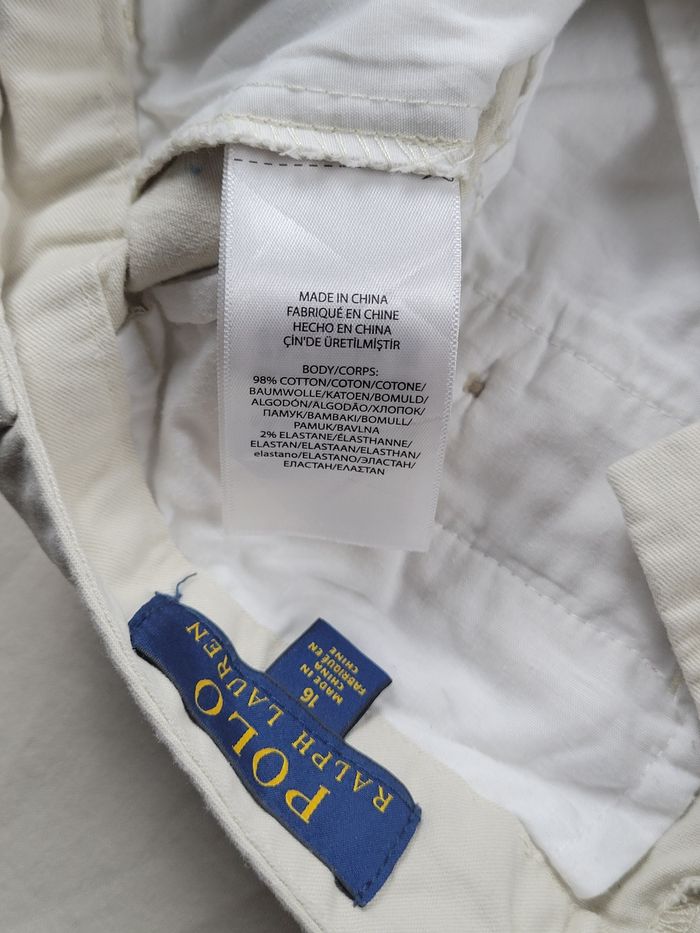 MADE IN CHINA
FABRIQUÉ EN CHINE
HECHO EN CHINA
ÇİN'DE ÜRETİLMİŞTİR
BODY/CORPS:
98% COTTON/COTON/COTONE/
BAUMWOLLE/KATOEN/BOMULD/
ALGODÓN/ALGODÃO/ХЛОПОК/
ПАМУК/BAMBAKI/BOMULL/
PAMUK/BAVLNA
2% ELASTANE/ÉLASTHANNE/
ELASTAN/ELASTAAN/ELASTHAN/
elastano/ELASTANO/ЭЛАСТАН/
ЕЛАСТАН/ΕΛΑΣΤΑΝ
POLO
RALPH LAUREN
16
MADE IN
CHINA
FABRIQUÉ EN
CHINE